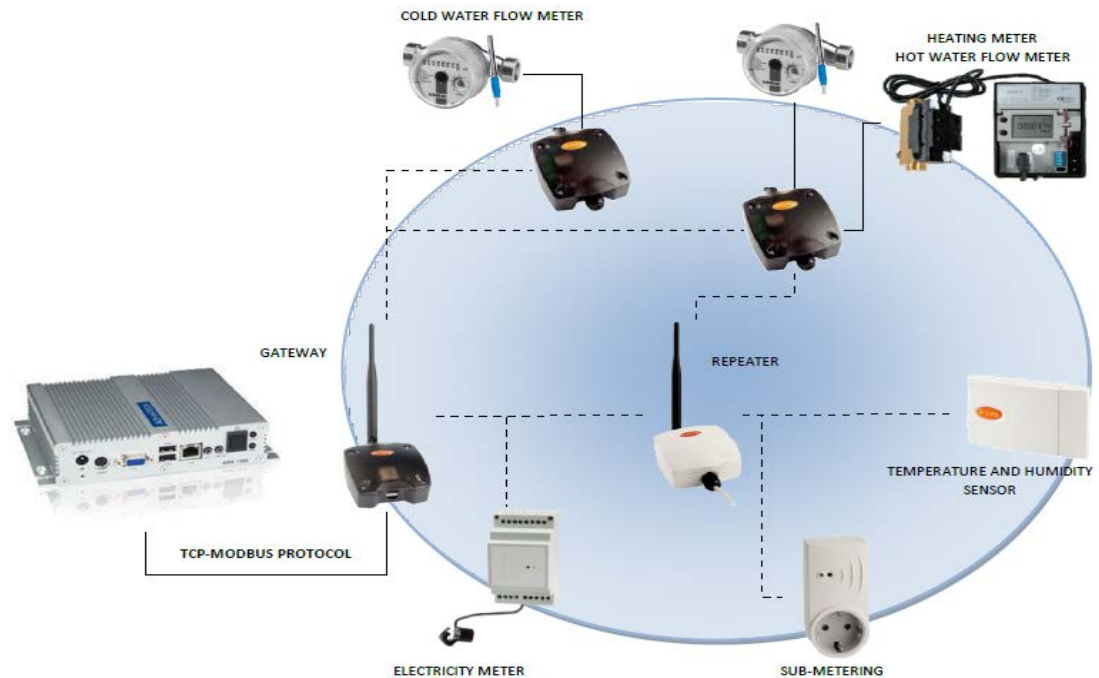 COLD WATER FLOW METER
HEATING METER
HOT WATER FLOW METER
GATEWAY
REPEATER
TEMPERATURE AND HUMIDITY
SENSOR
TCP-MODBUS PROTOCOL
ELECTRICITY METER
SUB-METERING